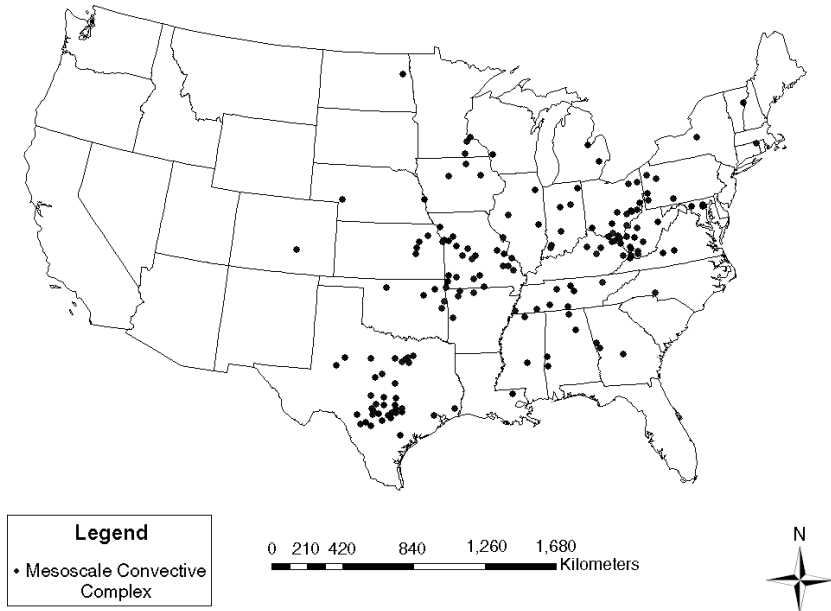 Legend
Mesoscale Convective
Complex
0 210 420 840 1,260 1,680
Kilometers
N